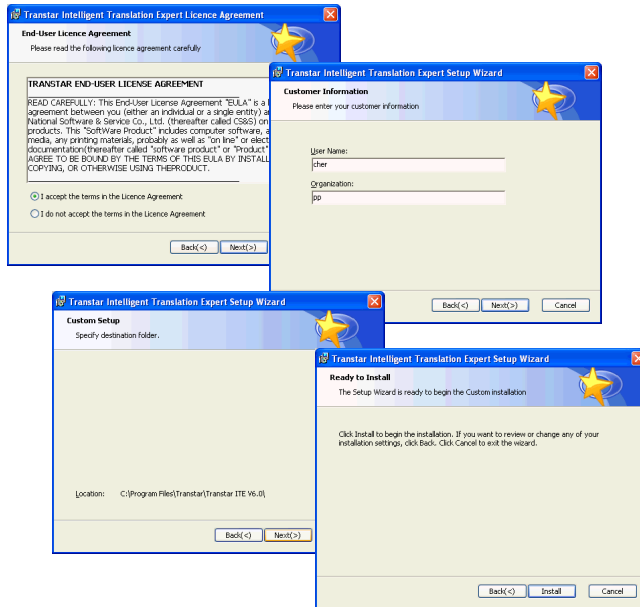 Transtar Intelligent Translation Expert Licence Agreement
End-User Licence Agreement
Please read the following licence agreement carefully
TRANSTAR END-USER LICENSE AGREEMENT
READ CAREFULLY: This End-User License Agreement "EULA" is a
agreement between you (either an individual or a single entity)
National Software & Service Co., Ltd. (thereafter called CS&S) on
products. This "SoftWare Product" includes computer software,
media, any printing materials, probably as well as "on line" or
documentation(thereafter called "software product" or "Product"
AGREE TO BE BOUND BY THE TERMS OF THIS EULA BY
COPYING, OR OTHERWISE USING THEPRODUCT.
I accept the terms in the Licence Agreement
I do not accept the terms in the Licence Agreement
Back(<) Next(>)
Transtar Intelligent Translation Expert Setup Wizard
Customer Information
Please enter your customer information
User Name:
cher
Organization:
pp
Back(<) Next(>) Cancel
Transtar Intelligent Translation Expert Setup Wizard
Custom Setup
Specify destination folder.
Location: C:\Program Files\Transtar\Transtar ITE V6.0\
Back(<) Next(>)
Transtar Intelligent Translation Expert Setup Wizard
Ready to Install
The Setup Wizard is ready to begin the Custom installation
Click Install to begin the installation. If you want to review or change any of your
installation settings, click Back. Click Cancel to exit the wizard.
Back(<) Install Cancel